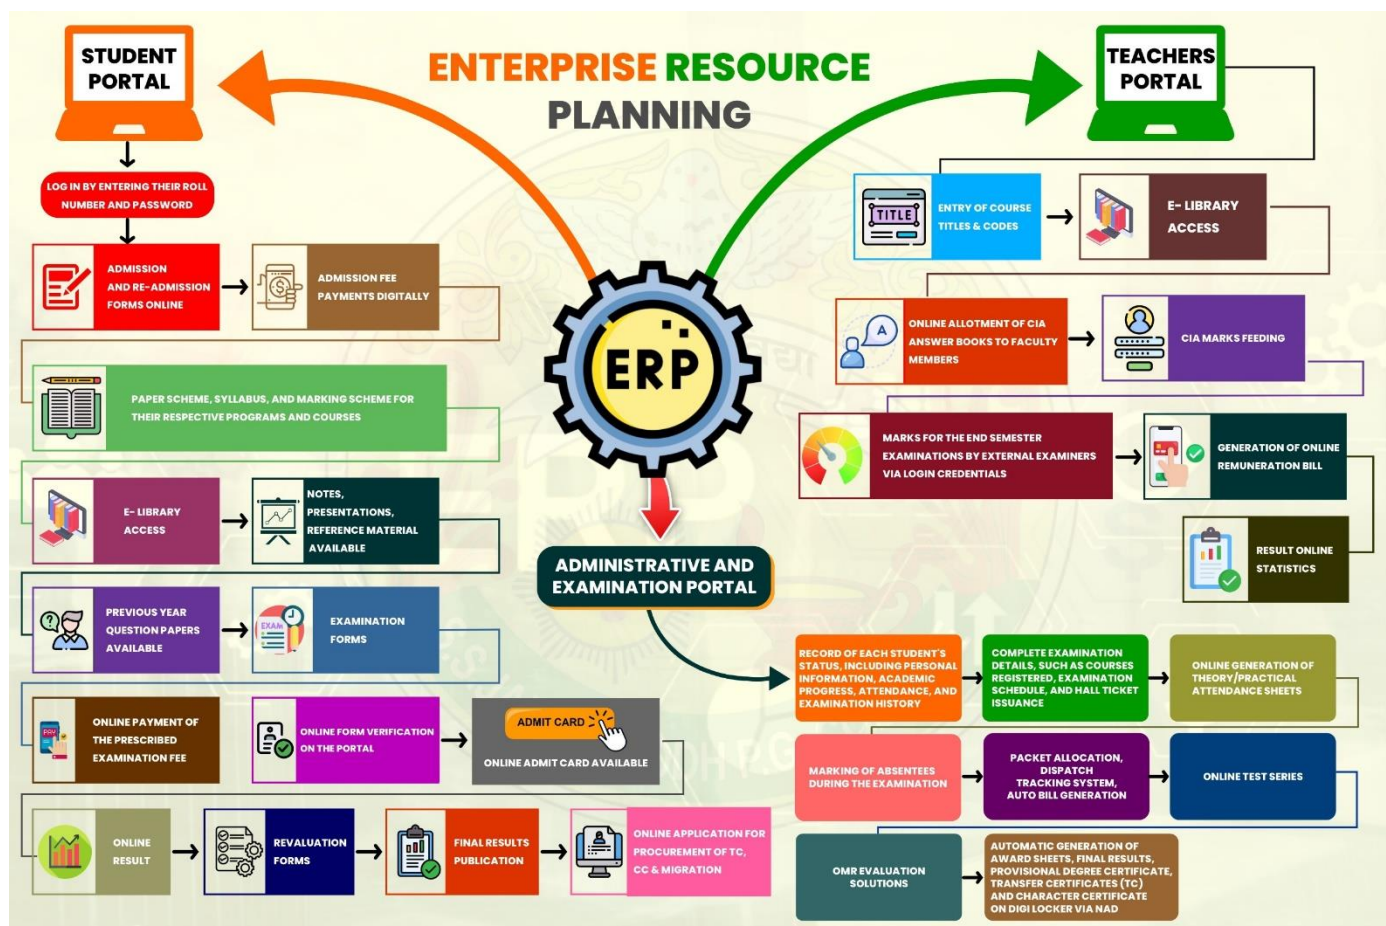 ENTERPRISE RESOURCE
PLANNING
STUDENT
PORTAL
LOG IN BY ENTERING THEIR ROLL
NUMBER AND PASSWORD
ADMISSION
AND RE-ADMISSION
FORMS ONLINE
ADMISSION FEE
PAYMENTS DIGITALLY
PAPER SCHEME, SYLLABUS, AND MARKING SCHEME FOR
THEIR RESPECTIVE PROGRAMS AND COURSES
E- LIBRARY
ACCESS
NOTES,
PRESENTATIONS,
REFERENCE MATERIAL
AVAILABLE
PREVIOUS YEAR
QUESTION PAPERS
AVAILABLE
EXAM
EXAMINATION
FORMS
PAY
ONLINE PAYMENT OF
THE PRESCRIBED
EXAMINATION FEE
ONLINE FORM VERIFICATION
ON THE PORTAL
ADMIT CARD
ONLINE ADMIT CARD AVAILABLE
ONLINE
RESULT
REVALUATION
FORMS
FINAL RESULTS
PUBLICATION
ONLINE APPLICATION FOR
PROCUREMENT OF TC,
CC & MIGRATION
ERP
TEACHERS
PORTAL
TITLE
ENTRY OF COURSE
TITLES & CODES
E- LIBRARY
ACCESS
A
ONLINE ALLOTMENT OF CIA
ANSWER BOOKS TO FACULTY
MEMBERS
CIA MARKS FEEDING
MARKS FOR THE END SEMESTER
EXAMINATIONS BY EXTERNAL EXAMINERS
VIA LOGIN CREDENTIALS
GENERATION OF ONLINE
REMUNERATION BILL
RESULT ONLINE
STATISTICS
ADMINISTRATIVE AND
EXAMINATION PORTAL
RECORD OF EACH STUDENT'S
STATUS, INCLUDING PERSONAL
INFORMATION, ACADEMIC
PROGRESS, ATTENDANCE, AND
EXAMINATION HISTORY
COMPLETE EXAMINATION
DETAILS, SUCH AS COURSES
REGISTERED, EXAMINATION
SCHEDULE, AND HALL TICKET
ISSUANCE
ONLINE GENERATION OF
THEORY/PRACTICAL
ATTENDANCE SHEETS
MARKING OF ABSENTEES
DURING THE EXAMINATION
PACKET ALLOCATION,
DISPATCH
TRACKING SYSTEM,
AUTO BILL GENERATION
ONLINE TEST SERIES
OMR EVALUATION
SOLUTIONS
AUTOMATIC GENERATION OF
AWARD SHEETS, FINAL RESULTS,
PROVISIONAL DEGREE CERTIFICATE,
TRANSFER CERTIFICATES (TC)
AND CHARACTER CERTIFICATE
ON DIGI LOCKER VIA NAD